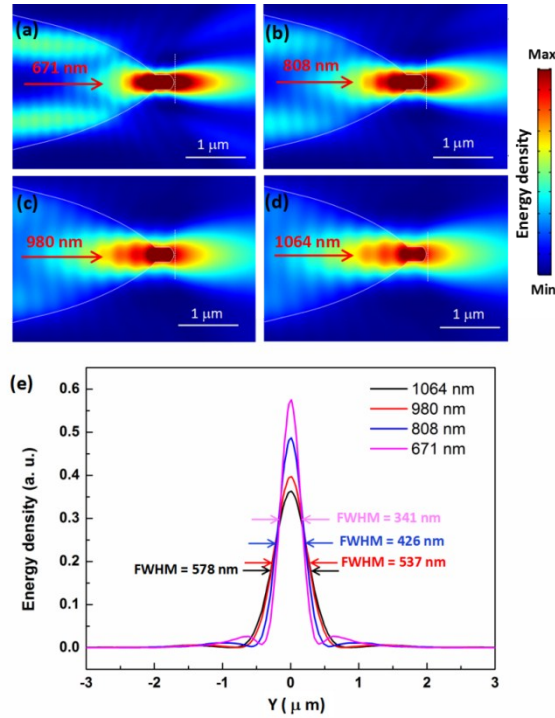 (a)
671 nm
1 μm
(b)
808 nm
1 μm
(c)
980 nm
1 μm
(d)
1064 nm
1 μm
Max
Energy density
Min
(e)
Energy density (a. u.)
0.6
0.5
0.4
0.3
0.2
0.1
0.0
1064 nm
980 nm
808 nm
671 nm
FWHM = 341 nm
FWHM = 426 nm
FWHM = 537 nm
FWHM = 578 nm
-3 -2 -1 0 1 2 3
Y ( μ m)